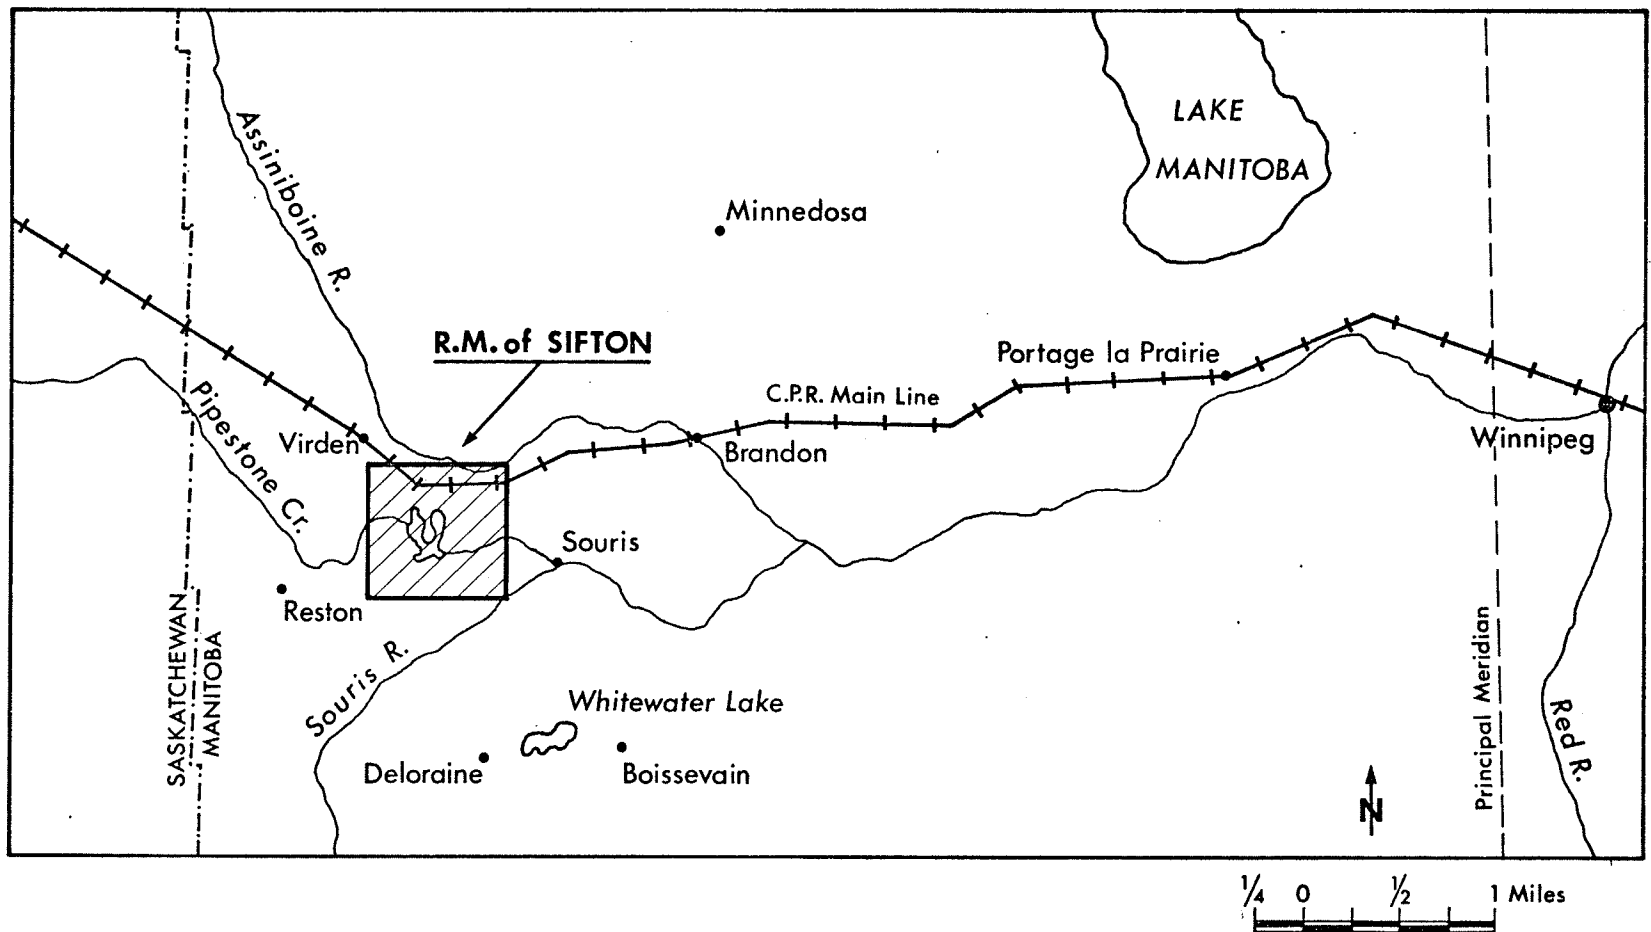 LAKE
MANITOBA
Assiniboine R.
Minnedosa
R.M. of SIFTON
Portage la Prairie
C.P.R. Main Line
Pipestone Cr.
Virden
Brandon
Winnipeg
Souris
Reston
SASKATCHEWAN
MANITOBA
Souris R.
Whitewater Lake
Deloraine
Boissevain
Principal Meridian
Red R.
N
1/4 0 1/2 1 Miles